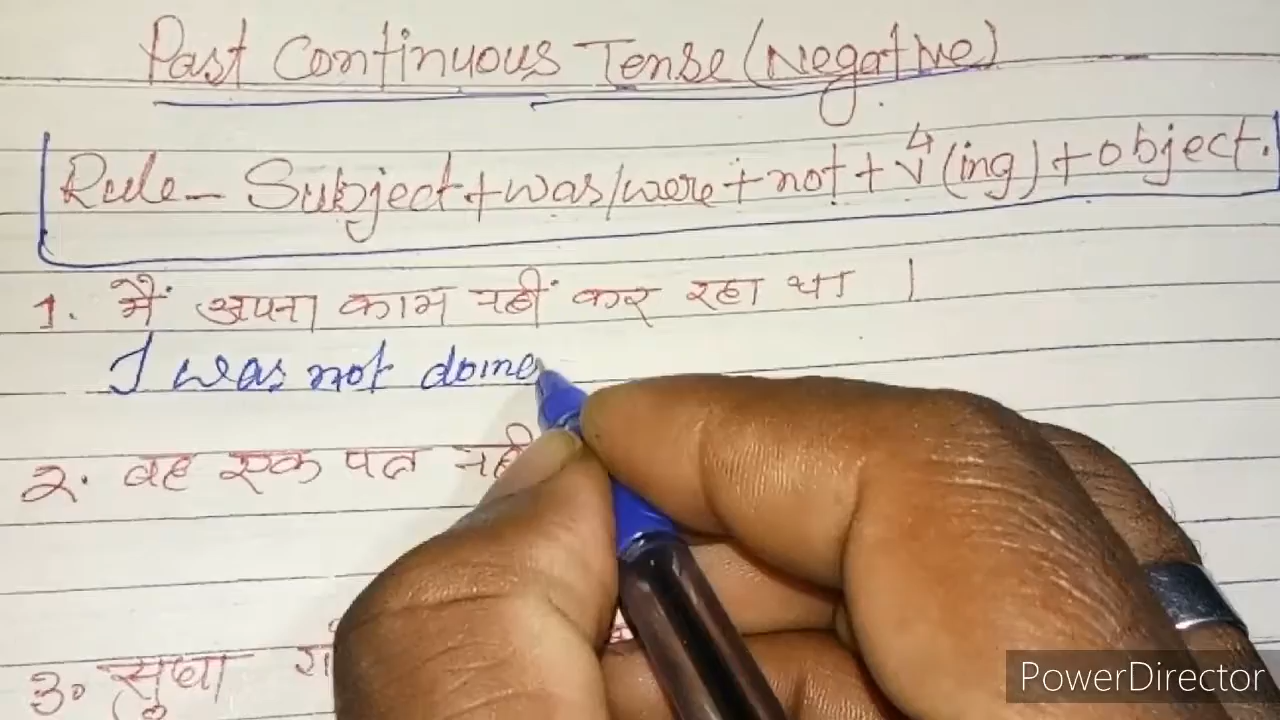 Past Continuous Tense (Negative)
Rule- Subject+was/were+not+V4(ing)+object.
1. मैं अपना काम नहीं कर रहा था ।
I was not doing
2. वह एक पत्र नहीं
3. सुधा
PowerDirector